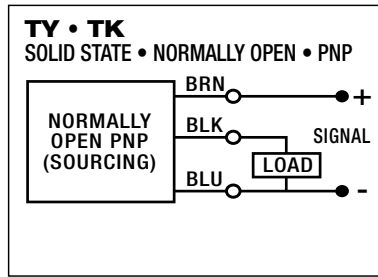 TY • TK
SOLID STATE • NORMALLY OPEN • PNP
BRN
+
NORMALLY
OPEN PNP
(SOURCING)
BLK
SIGNAL
LOAD
BLU
-